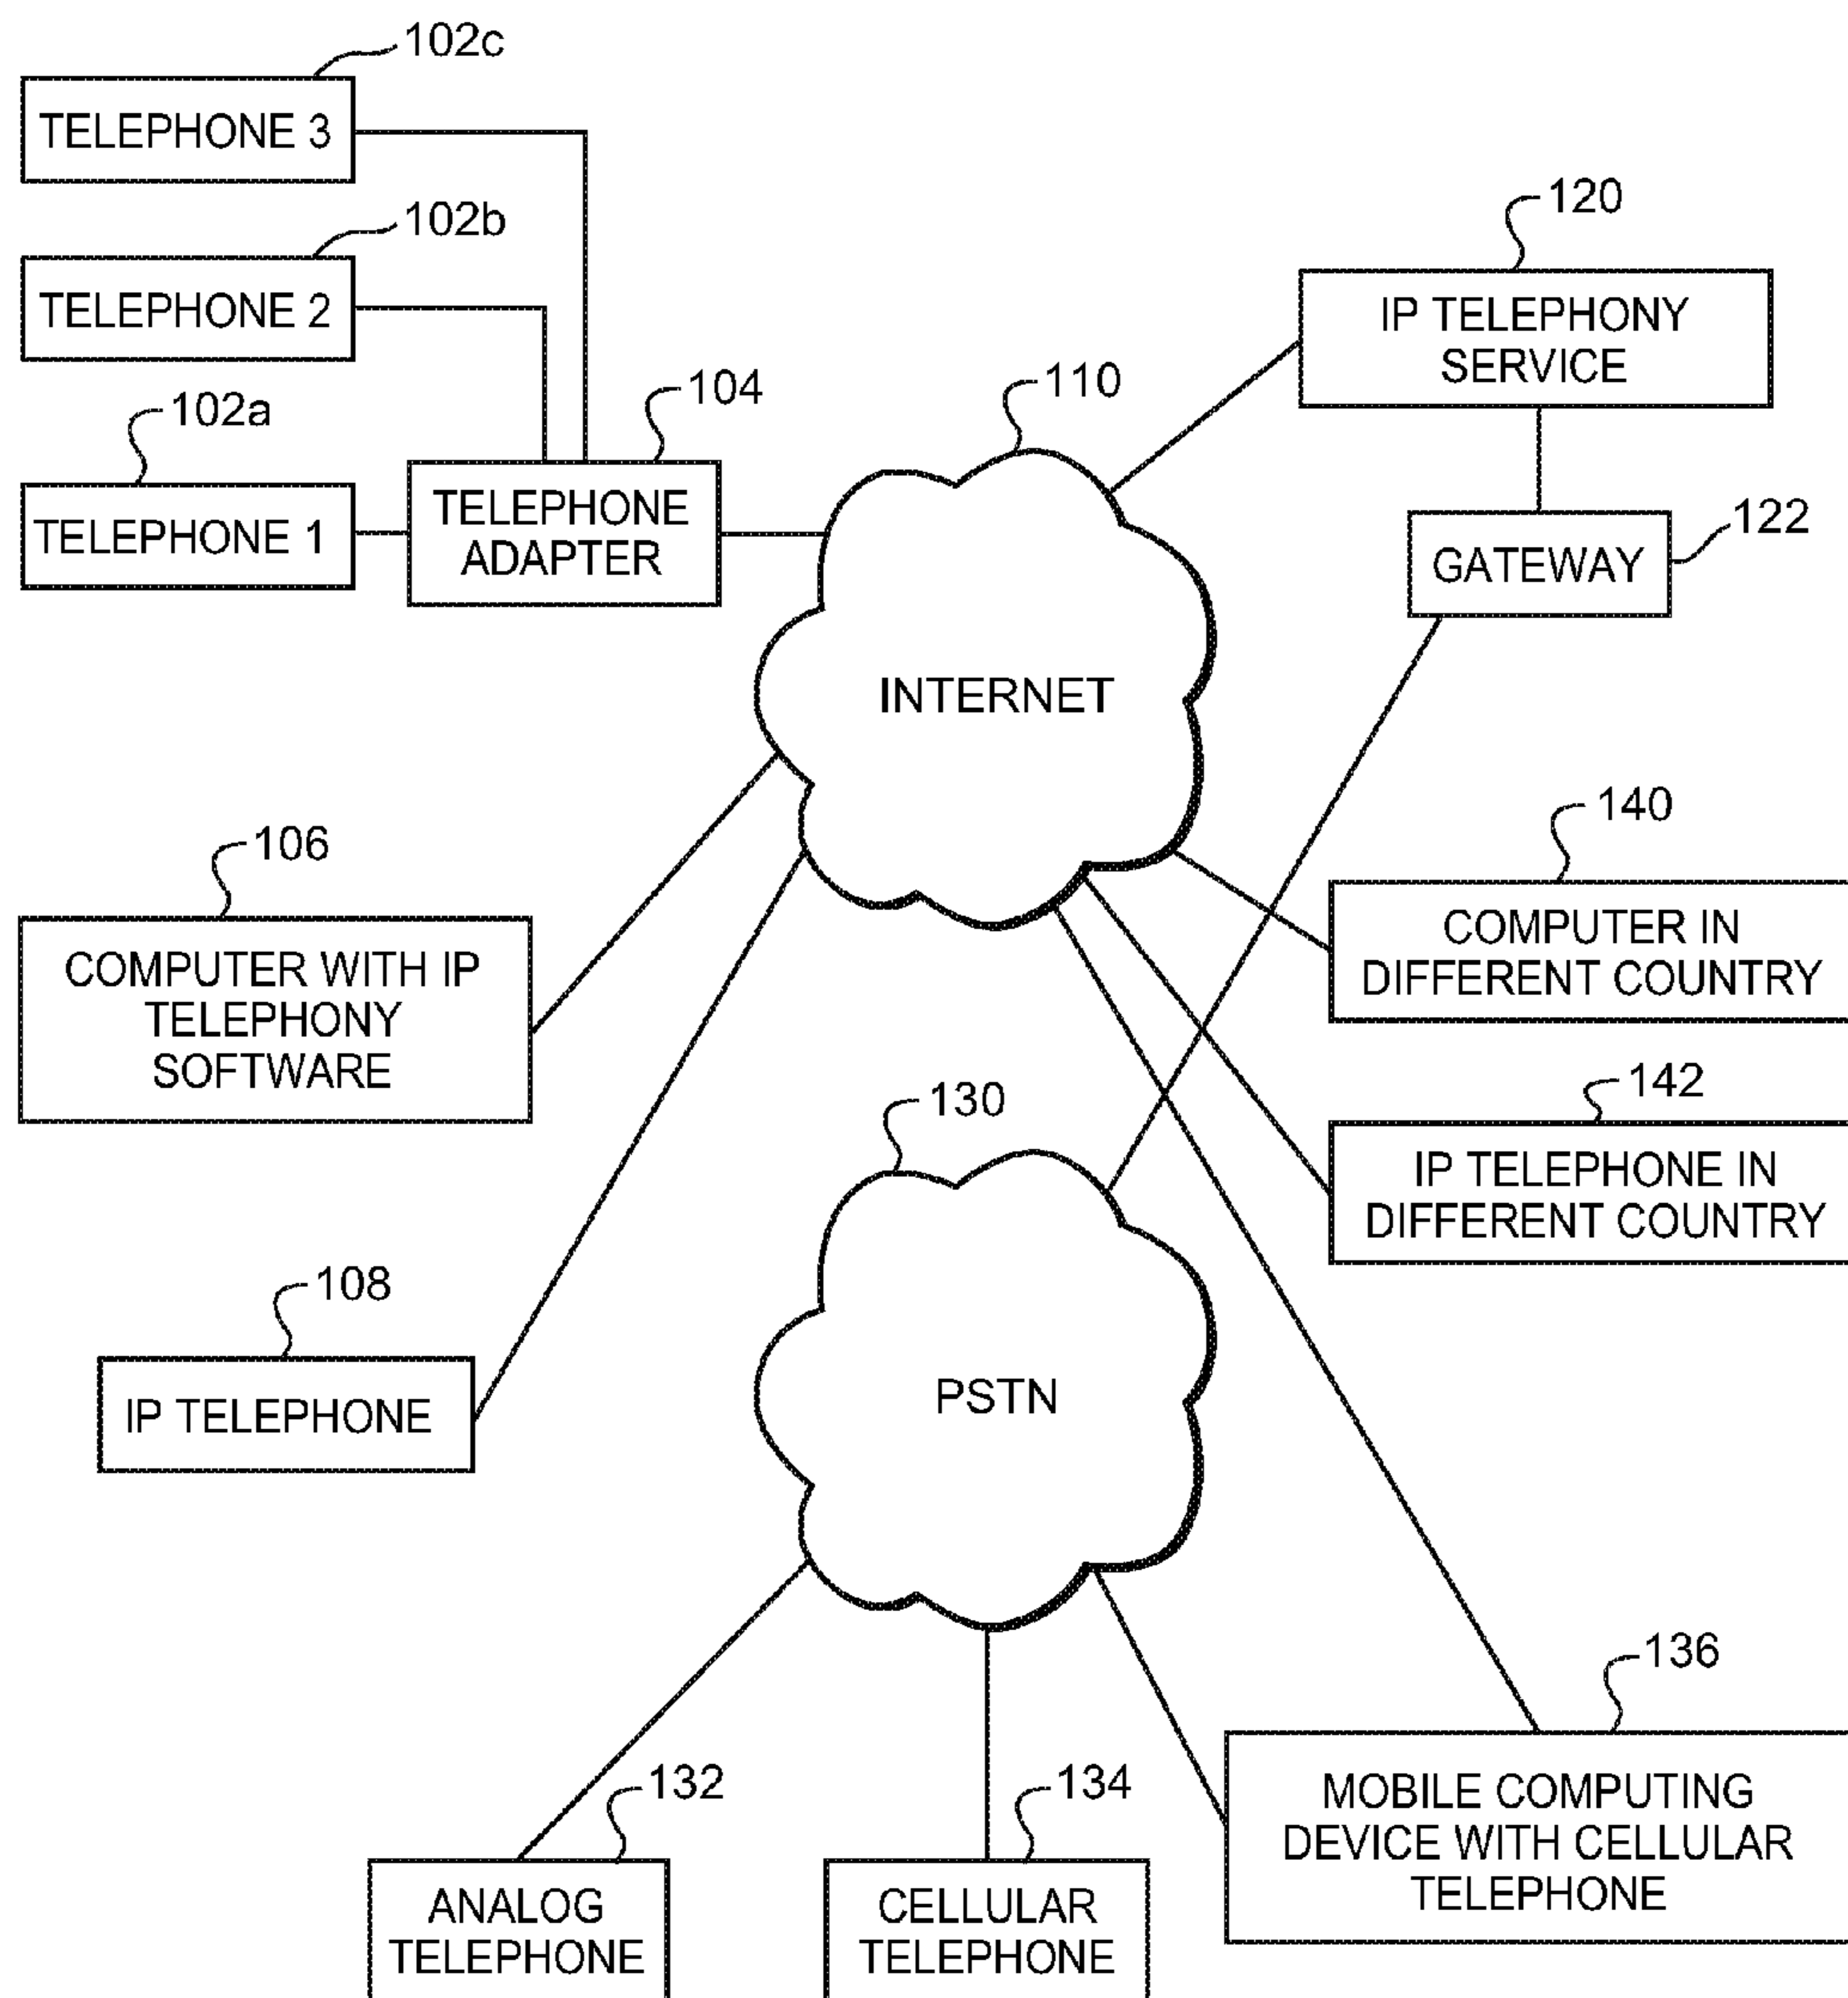 102c
TELEPHONE 3
102b
TELEPHONE 2
102a
TELEPHONE 1
104
TELEPHONE
ADAPTER
110
INTERNET
120
IP TELEPHONY
SERVICE
122
GATEWAY
106
COMPUTER WITH IP
TELEPHONY
SOFTWARE
140
COMPUTER IN
DIFFERENT COUNTRY
142
IP TELEPHONE IN
DIFFERENT COUNTRY
130
PSTN
108
IP TELEPHONE
132
ANALOG
TELEPHONE
134
CELLULAR
TELEPHONE
136
MOBILE COMPUTING
DEVICE WITH CELLULAR
TELEPHONE